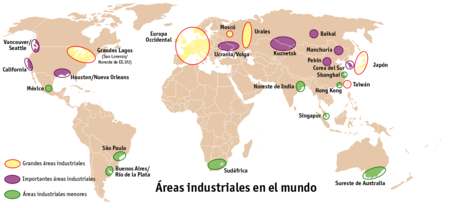 Vancouver/
Seattle
California
México
Grandes Lagos
(San Lorenzo/
Noreste de EE.UU)
Houston/Nueva Orleans
Europa
Occidental
Moscú
Urales
Ucrania/Volga
Kuznetsk
Baikal
Manchuria
Pekín
Corea del Sur
Shanghai
Japón
Taiwán
Hong Kong
Noreste de India
Singapur
São Paulo
Buenos Aires/
Río de la Plata
Sudáfrica
Sureste de Australia
Grandes áreas industriales
Importantes áreas industriales
Áreas industriales menores
Áreas industriales en el mundo